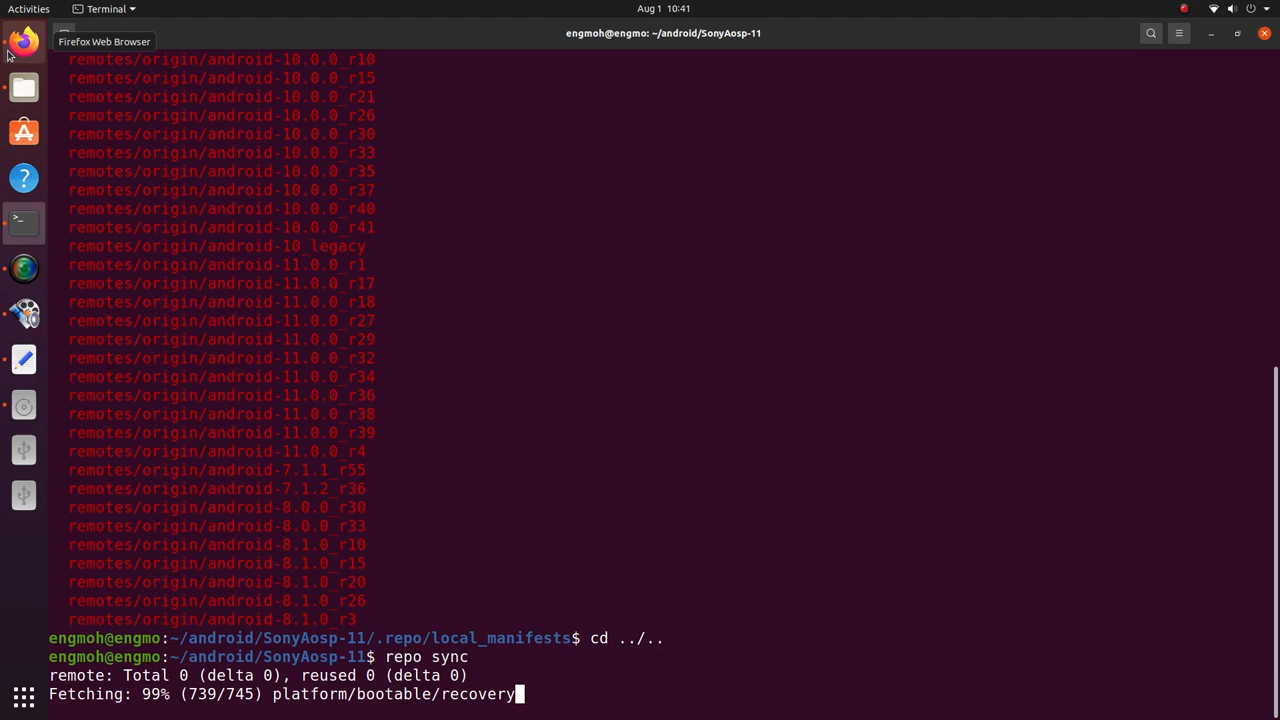 Activities
Terminal
Aug 1 10:41
Firefox Web Browser
engmoh@engmo: ~/android/SonyAosp-11
remotes/origin/android-10.0.0_r10
remotes/origin/android-10.0.0_r15
remotes/origin/android-10.0.0_r21
remotes/origin/android-10.0.0_r26
remotes/origin/android-10.0.0_r30
remotes/origin/android-10.0.0_r33
remotes/origin/android-10.0.0_r35
remotes/origin/android-10.0.0_r37
remotes/origin/android-10.0.0_r40
remotes/origin/android-10.0.0_r41
remotes/origin/android-10_legacy
remotes/origin/android-11.0.0_r1
remotes/origin/android-11.0.0_r17
remotes/origin/android-11.0.0_r18
remotes/origin/android-11.0.0_r27
remotes/origin/android-11.0.0_r29
remotes/origin/android-11.0.0_r32
remotes/origin/android-11.0.0_r34
remotes/origin/android-11.0.0_r36
remotes/origin/android-11.0.0_r38
remotes/origin/android-11.0.0_r39
remotes/origin/android-11.0.0_r4
remotes/origin/android-7.1.1_r55
remotes/origin/android-7.1.2_r36
remotes/origin/android-8.0.0_r30
remotes/origin/android-8.0.0_r33
remotes/origin/android-8.1.0_r10
remotes/origin/android-8.1.0_r15
remotes/origin/android-8.1.0_r20
remotes/origin/android-8.1.0_r26
remotes/origin/android-8.1.0_r3
engmoh@engmo:~/android/SonyAosp-11/.repo/local_manifests$ cd ../..
engmoh@engmo:~/android/SonyAosp-11$ repo sync
remote: Total 0 (delta 0), reused 0 (delta 0)
Fetching: 99% (739/745) platform/bootable/recovery